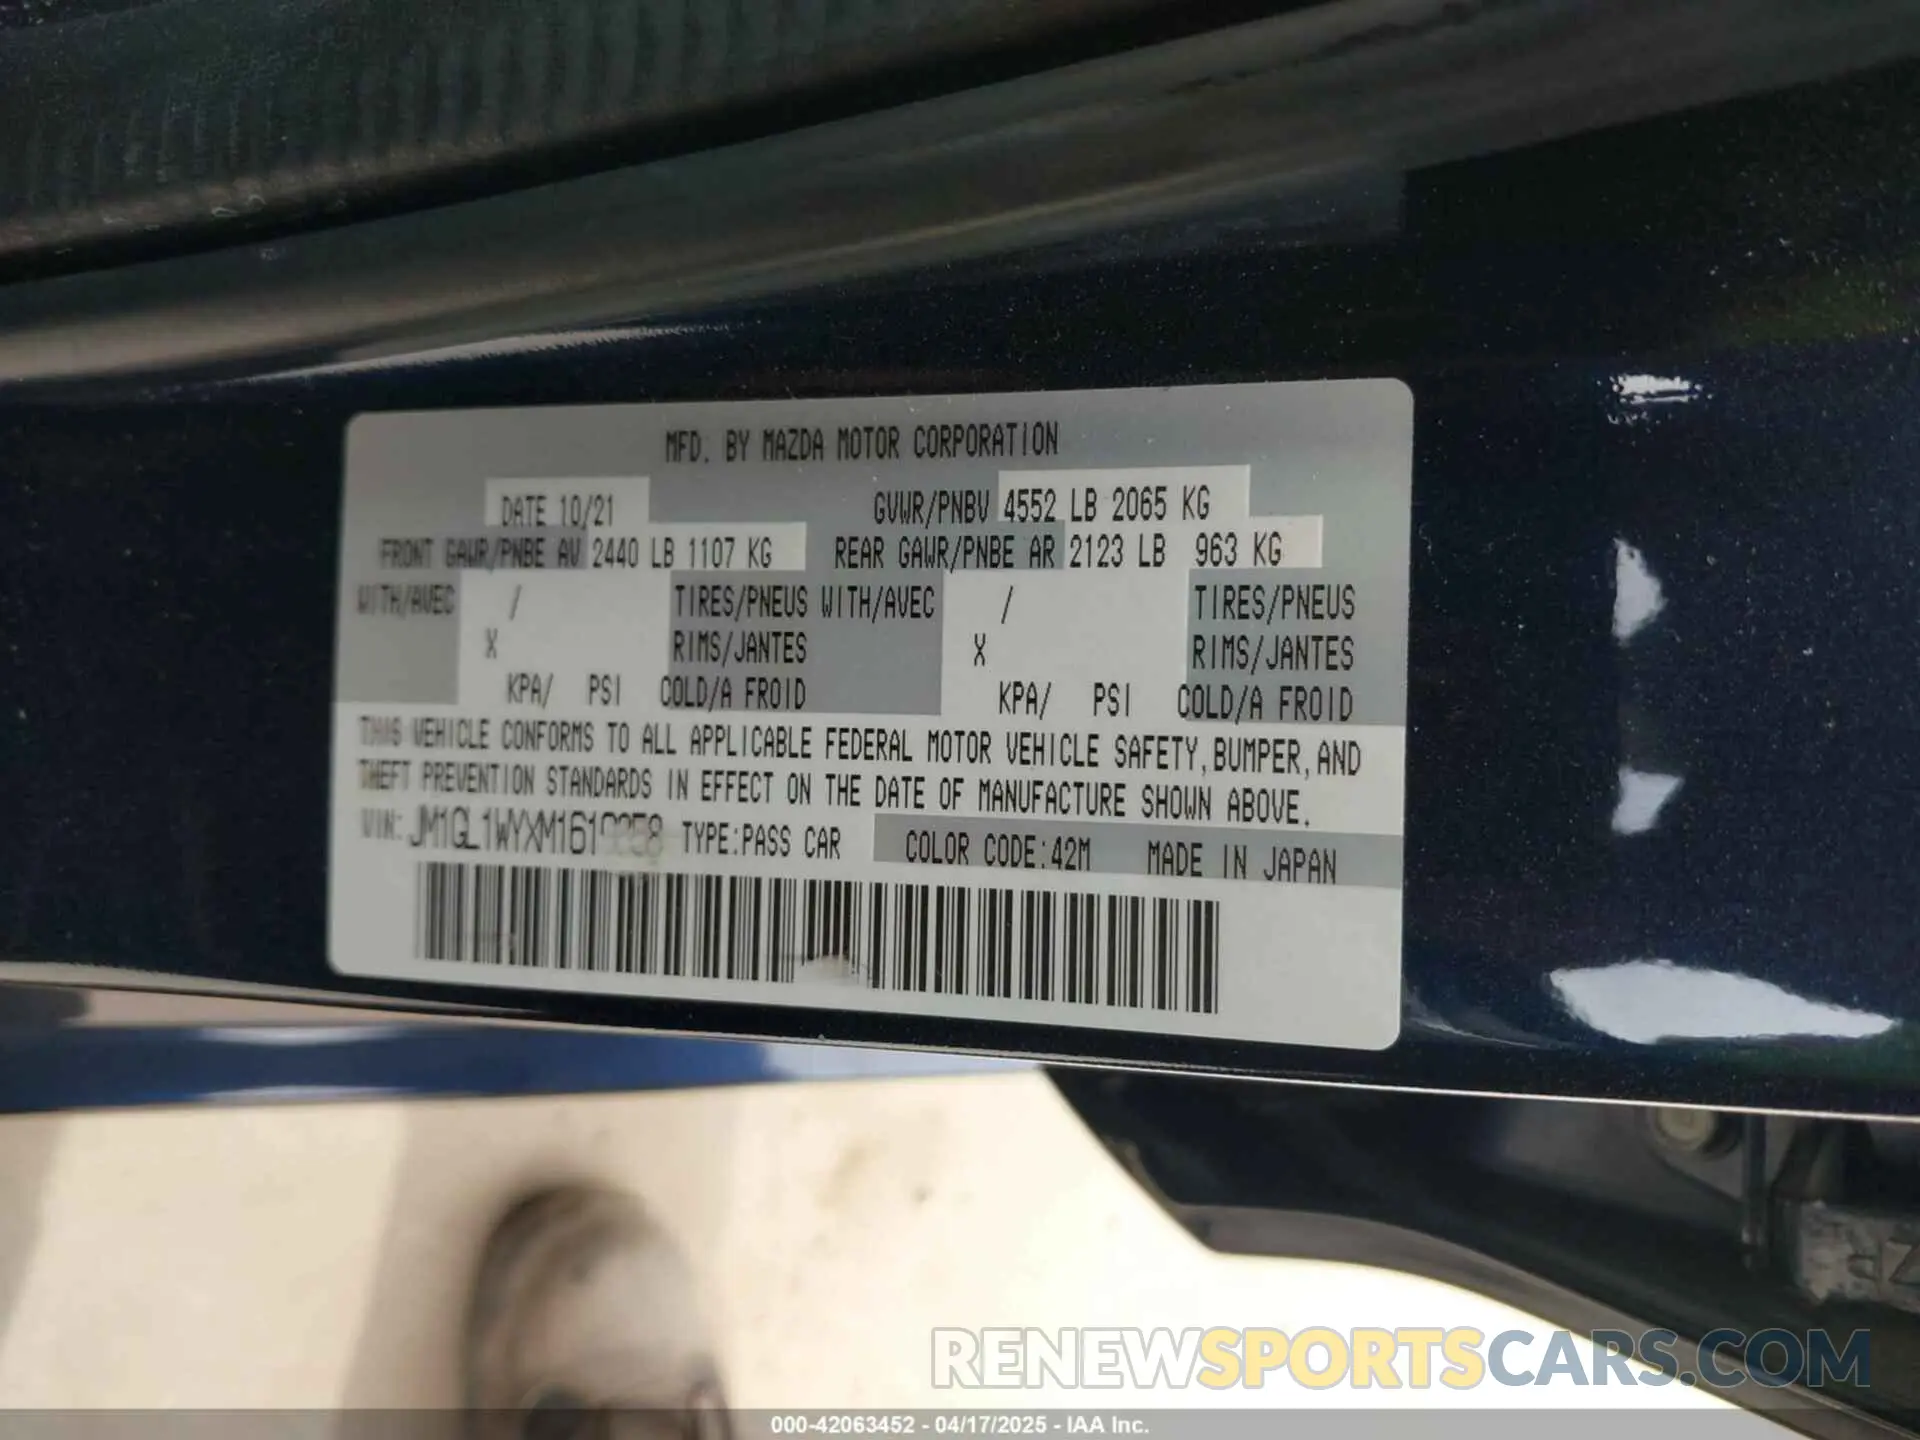 MFD. BY MAZDA MOTOR CORPORATION
DATE 10/21 GVWR/PNBV 4552 LB 2065 KG
FRONT GAWR/PNBE AV 2440 LB 1107 KG REAR GAWR/PNBE AR 2123 LB 963 KG
WITH/AVEC / TIRES/PNEUS WITH/AVEC / TIRES/PNEUS
X RIMS/JANTES X RIMS/JANTES
KPA/ PSI COLD/A FROID KPA/ PSI COLD/A FROID
THIS VEHICLE CONFORMS TO ALL APPLICABLE FEDERAL MOTOR VEHICLE SAFETY, BUMPER, AND
THEFT PREVENTION STANDARDS IN EFFECT ON THE DATE OF MANUFACTURE SHOWN ABOVE.
VIN: TYPE:PASS CAR COLOR CODE:42M MADE IN JAPAN
RENEWSPORTSCARS.COM
000-42063452 - 04/17/2025 - IAA Inc.